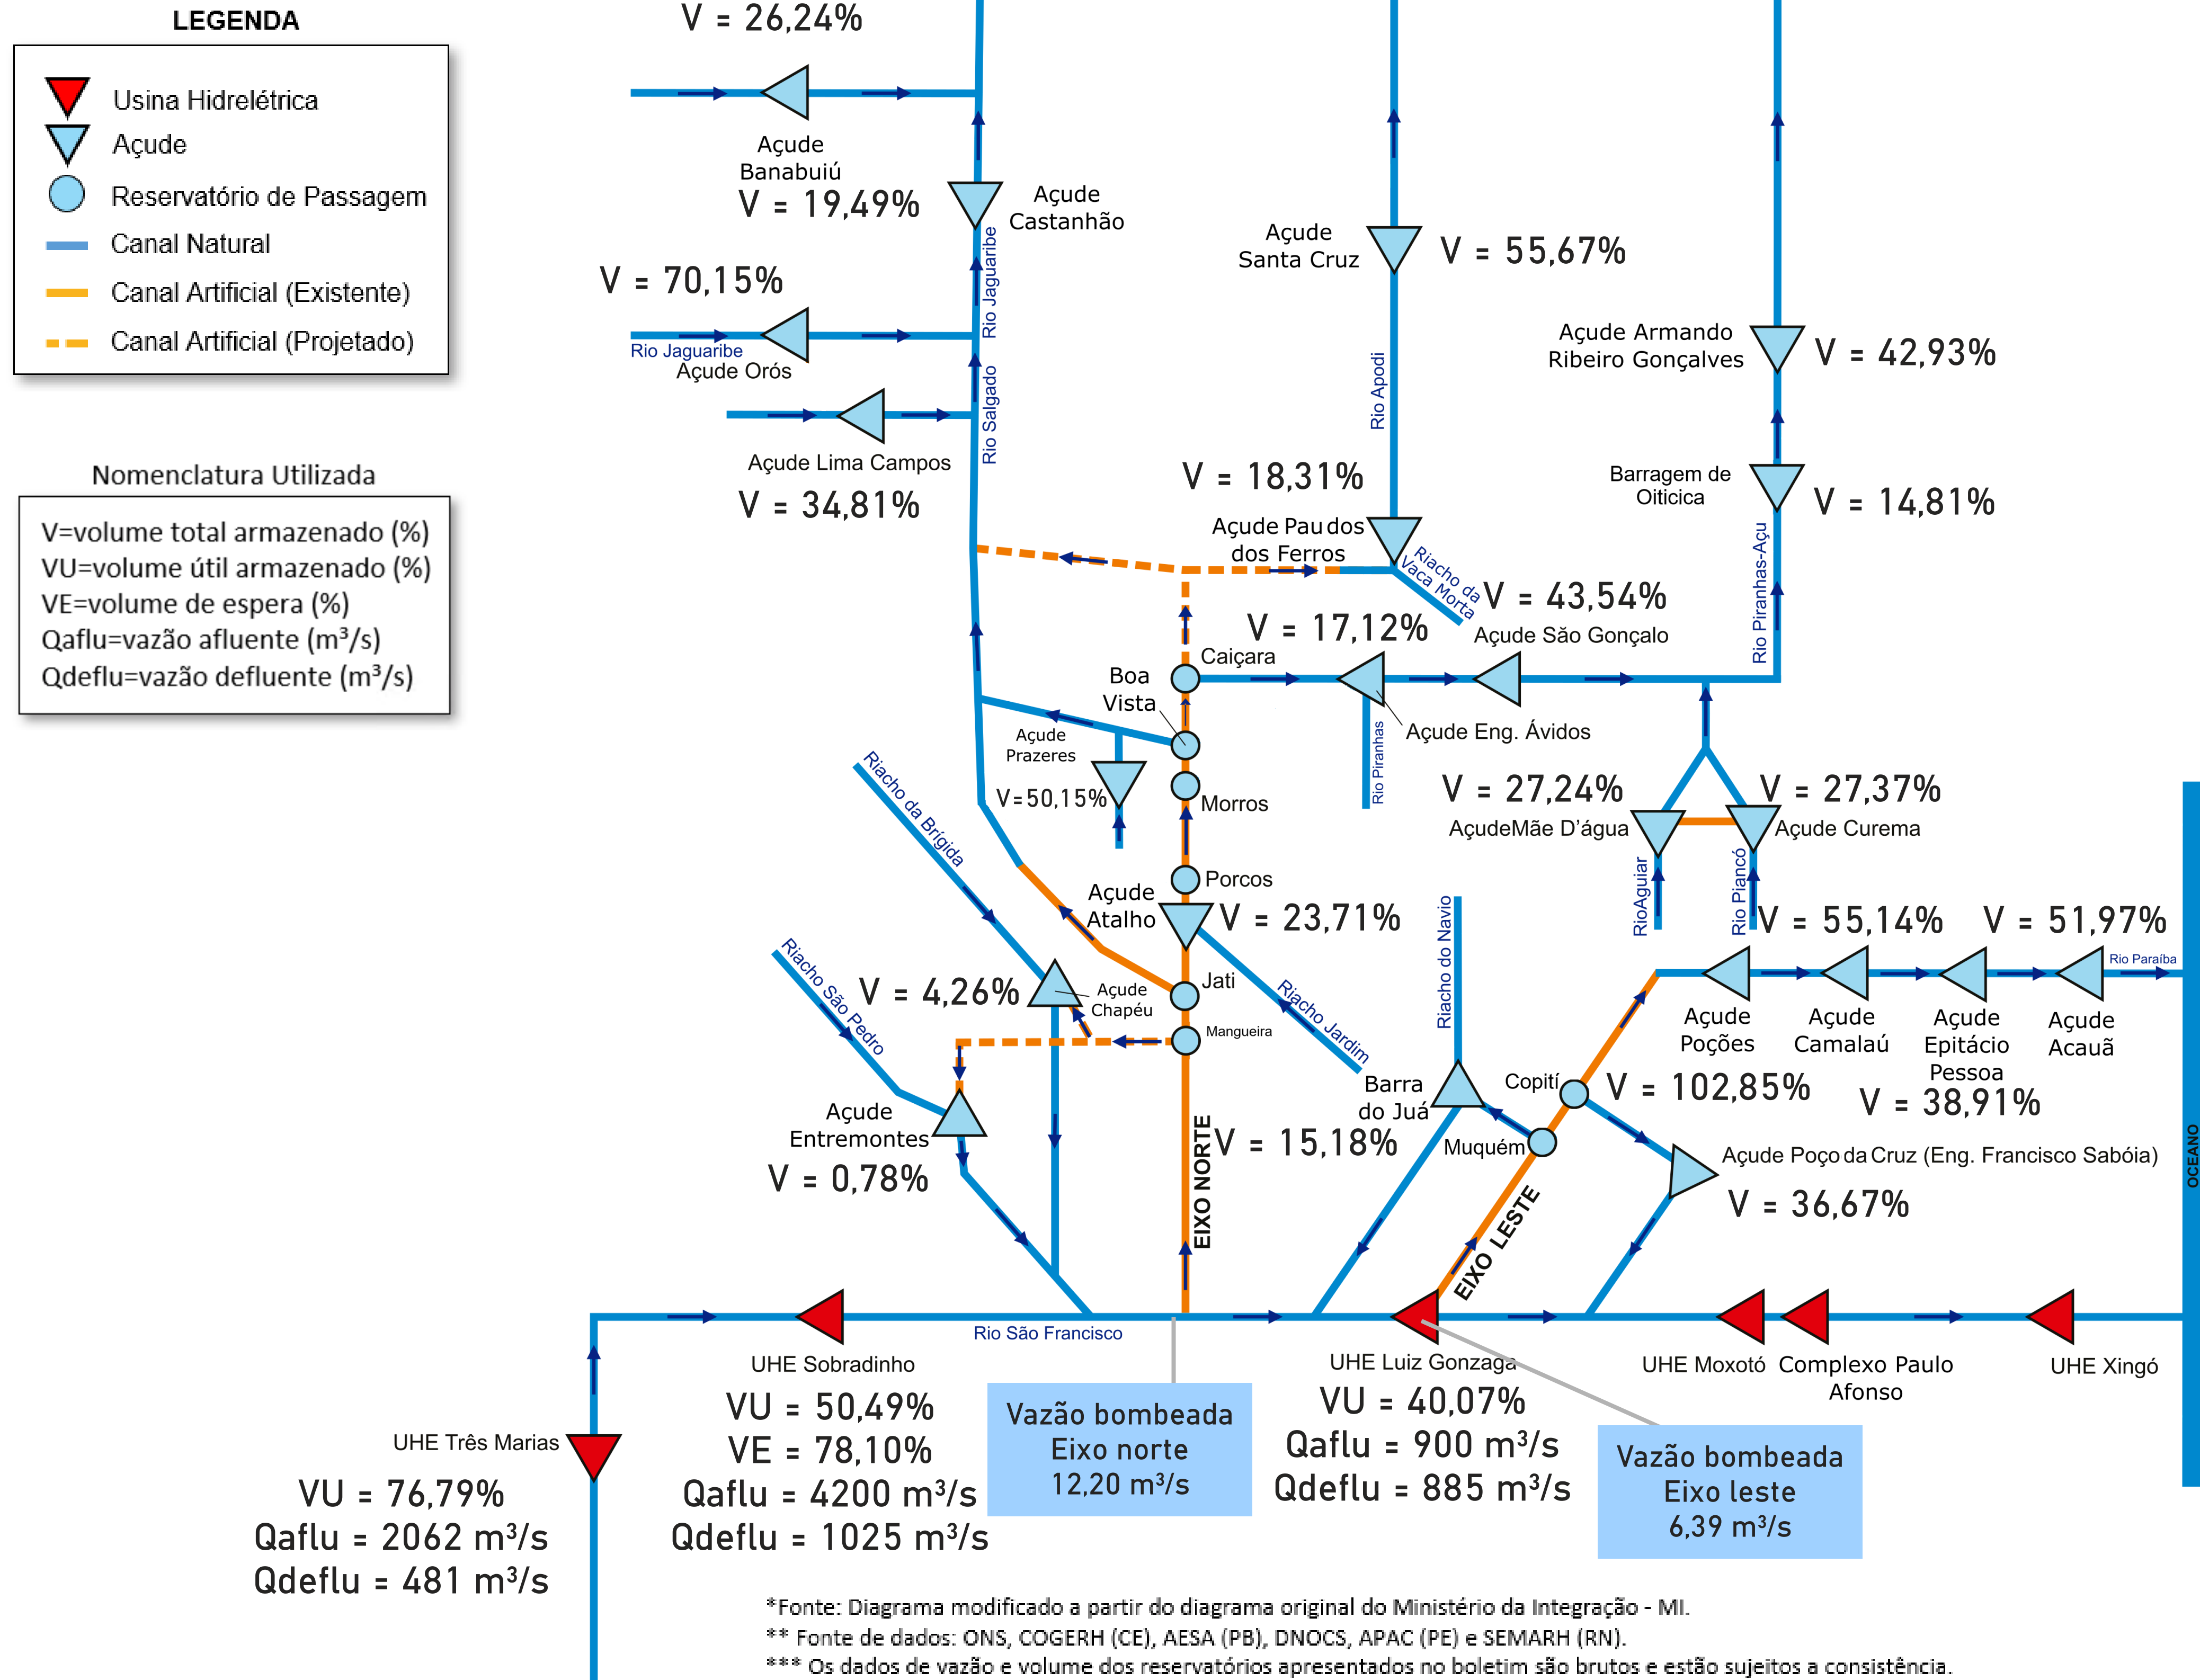 LEGENDA
Usina Hidrelétrica
Açude
Reservatório de Passagem
Canal Natural
Canal Artificial (Existente)
Canal Artificial (Projetado)
Nomenclatura Utilizada
V=volume total armazenado (%)
VU=volume útil armazenado (%)
VE=volume de espera (%)
Qaflu=vazão afluente (m³/s)
Qdeflu=vazão defluente (m³/s)
V = 26,24%
Açude
Banabuiú
V = 19,49%
Açude
Castanhão
Rio Jaguaribe
V = 70,15%
Rio Jaguaribe
Açude Orós
Rio Salgado
Açude Lima Campos
V = 34,81%
Açude
Santa Cruz
V = 55,67%
Rio Apodi
V = 18,31%
Açude Pau dos
dos Ferros
Riacho da
Vaca Morta
Açude Armando
Ribeiro Gonçalves
V = 42,93%
Barragem de
Oiticica
V = 14,81%
Rio Piranhas-Açu
V = 43,54%
Açude São Gonçalo
V = 17,12%
Caiçara
Boa
Vista
Açude Eng. Ávidos
Rio Piranhas
Açude
Prazeres
V=50,15%
Morros
Porcos
V = 27,24%
AçudeMãe D'água
V = 27,37%
Açude Curema
RioAguiar
Rio Piancó
Riacho da Brígida
Açude
Atalho
V = 23,71%
Riacho São Pedro
V = 4,26%
Açude
Chapéu
Jati
Mangueira
Riacho Jardim
Riacho do Navio
V = 55,14%
V = 51,97%
Rio Paraíba
Açude
Poções
Açude
Camalaú
Açude
Epitácio
Pessoa
Açude
Acauã
V = 102,85%
V = 38,91%
Açude
Entremontes
V = 0,78%
EIXO NORTE
Barra
do Juá
V = 15,18%
Copití
Muquém
Açude Poço da Cruz (Eng. Francisco Sabóia)
V = 36,67%
EIXO LESTE
OCEANO
Rio São Francisco
UHE Sobradinho
VU = 50,49%
VE = 78,10%
Qaflu = 4200 m³/s
Qdeflu = 1025 m³/s
Vazão bombeada
Eixo norte
12,20 m³/s
UHE Luiz Gonzaga
VU = 40,07%
Qaflu = 900 m³/s
Qdeflu = 885 m³/s
Vazão bombeada
Eixo leste
6,39 m³/s
UHE Moxotó
Complexo Paulo
Afonso
UHE Xingó
UHE Três Marias
VU = 76,79%
Qaflu = 2062 m³/s
Qdeflu = 481 m³/s
*Fonte: Diagrama modificado a partir do diagrama original do Ministério da Integração - MI.
** Fonte de dados: ONS, COGERH (CE), AESA (PB), DNOCS, APAC (PE) e SEMARH (RN).
*** Os dados de vazão e volume dos reservatórios apresentados no boletim são brutos e estão sujeitos a consistência.